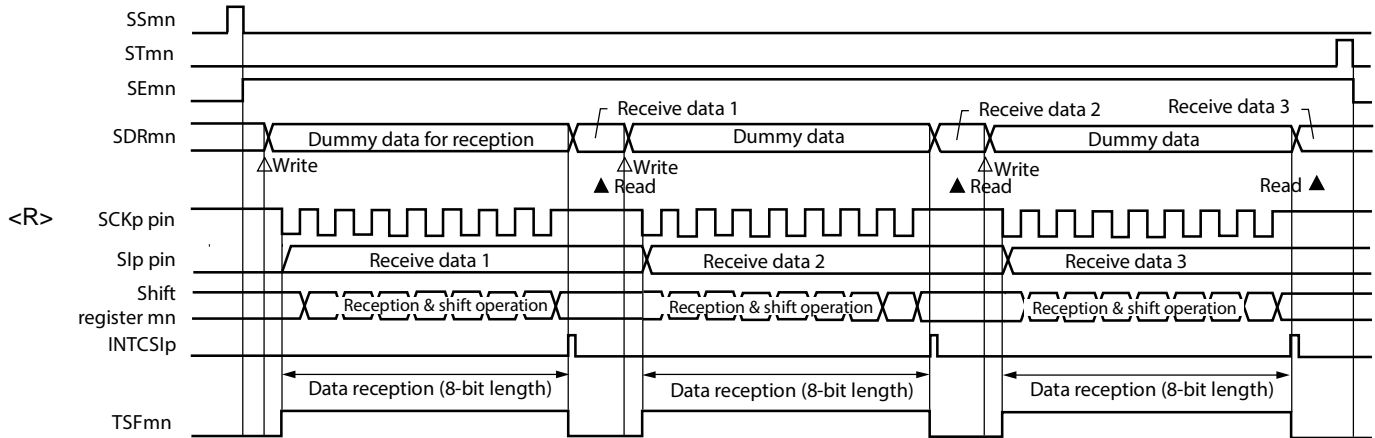 SSmn
STmn
SEmn
Receive data 1
Receive data 2
Receive data 3
SDRmn
Dummy data for reception
Dummy data
Dummy data
△Write
△Write
△Write
▲ Read
▲ Read
Read ▲
<R>
SCKp pin
SIp pin
Receive data 1
Receive data 2
Receive data 3
Shift
register mn
Reception & shift operation
Reception & shift operation
Reception & shift operation
INTCSIp
Data reception (8-bit length)
Data reception (8-bit length)
Data reception (8-bit length)
TSFmn